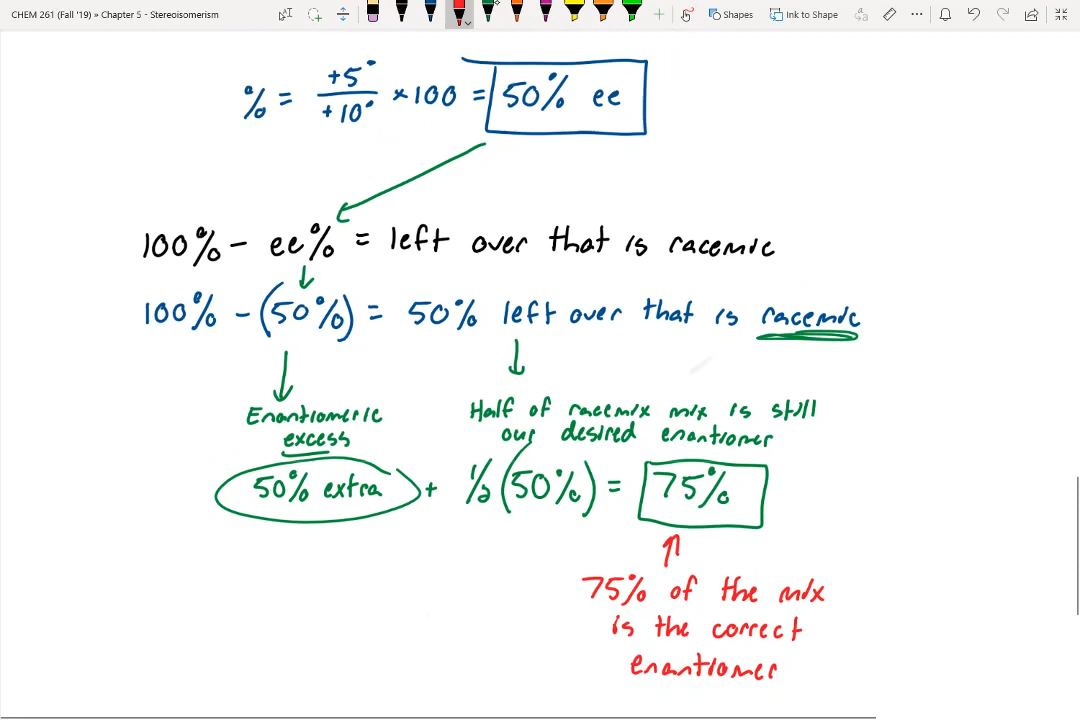 CHEM 261 (Fall '19) » Chapter 5 - Stereoisomerism
Shapes
Ink to Shape
% = +5° / +10° × 100 = 50% ee
100% - ee% = left over that is racemic
100% - (50%) = 50% left over that is racemic
Enantiomeric
excess
50% extra
Half of racemix mix is still
our desired enantiomer
+ 1/2 (50%) = 75%
75% of the mix
is the correct
enantiomer